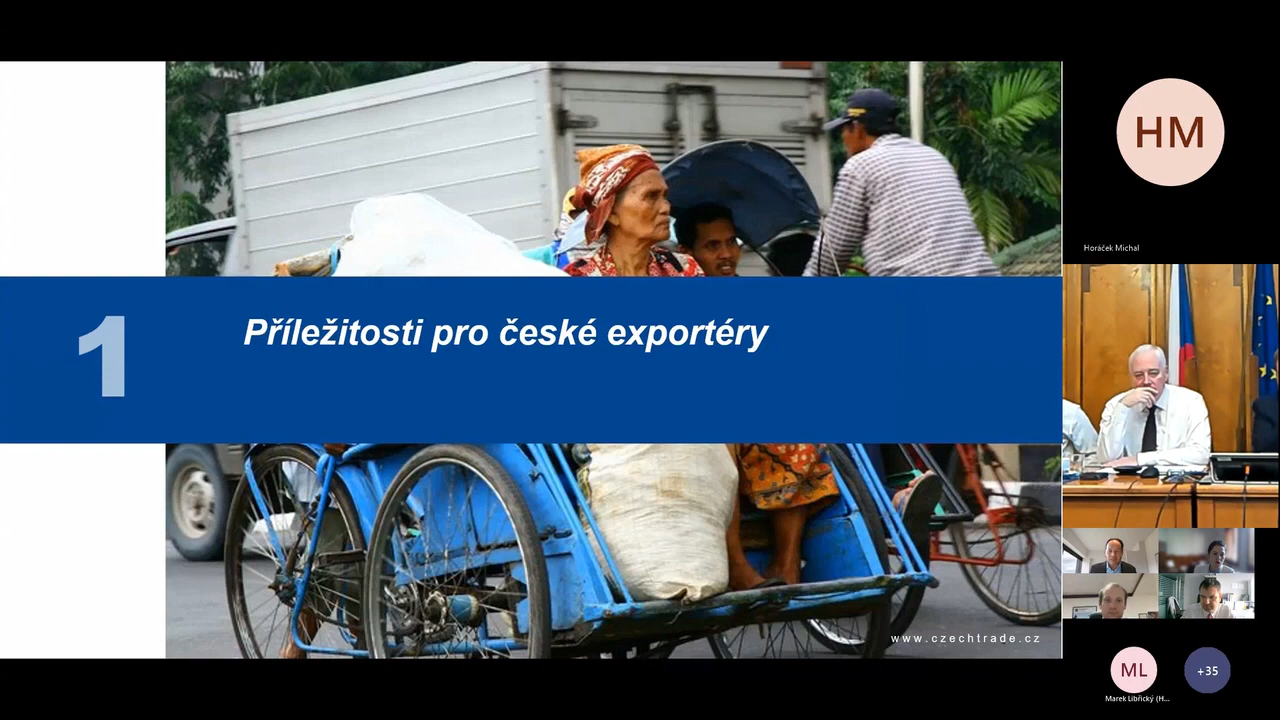 1
Příležitosti pro české exportéry
www.czechtrade.cz
HM
Horáček Michal
ML
+35
Marek Libřický (H...